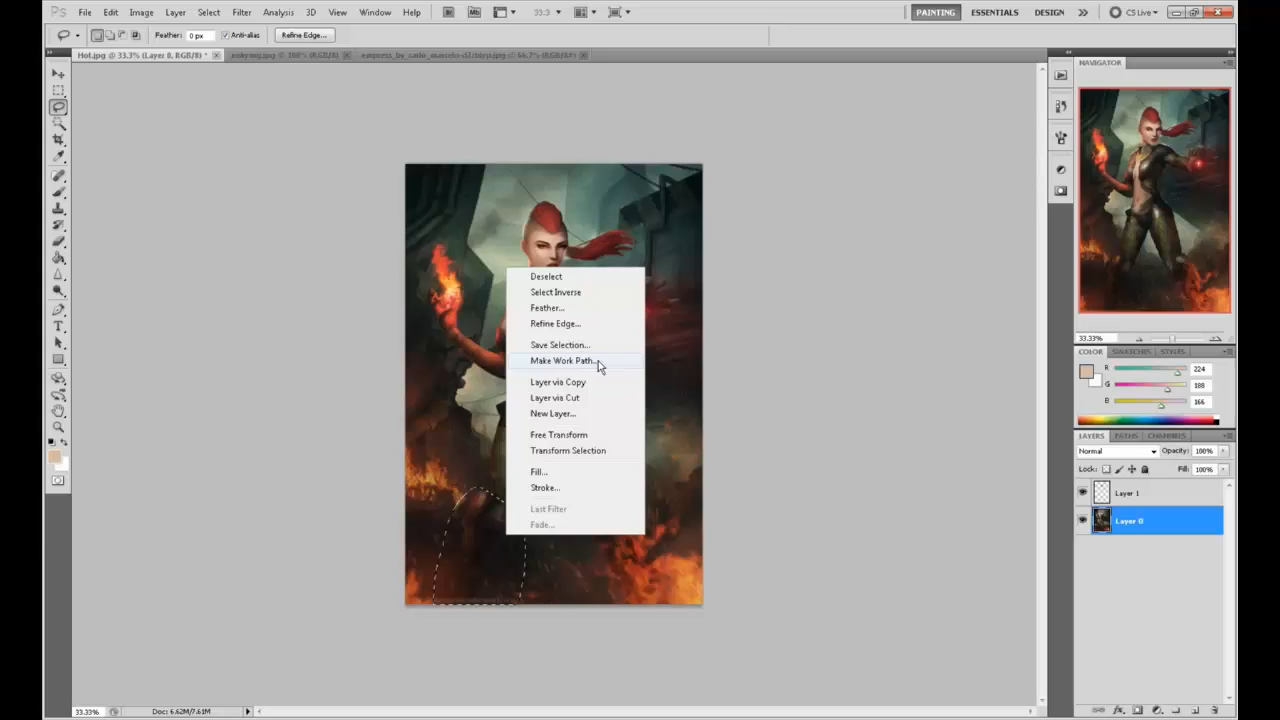 Ps File Edit Image Layer Select Filter Analysis 3D View Window Help Br Mb 33.3 PAINTING ESSENTIALS DESIGN CS Live
Feather: 0 px Anti-alias Refine Edge...
Hot.jpg @ 33.3% (Layer 0, RGB/8) *
NAVIGATOR
33.33%
COLOR SWATCHES STYLES
R 224
G 188
B 166
LAYERS PATHS CHANNELS
Normal Opacity: 100%
Lock: Fill: 100%
Layer 1
Layer 0
Deselect
Select Inverse
Feather...
Refine Edge...
Save Selection...
Make Work Path...
Layer via Copy
Layer via Cut
New Layer...
Free Transform
Transform Selection
Fill...
Stroke...
Last Filter
Fade...
33.33% Doc: 6.62M/7.61M